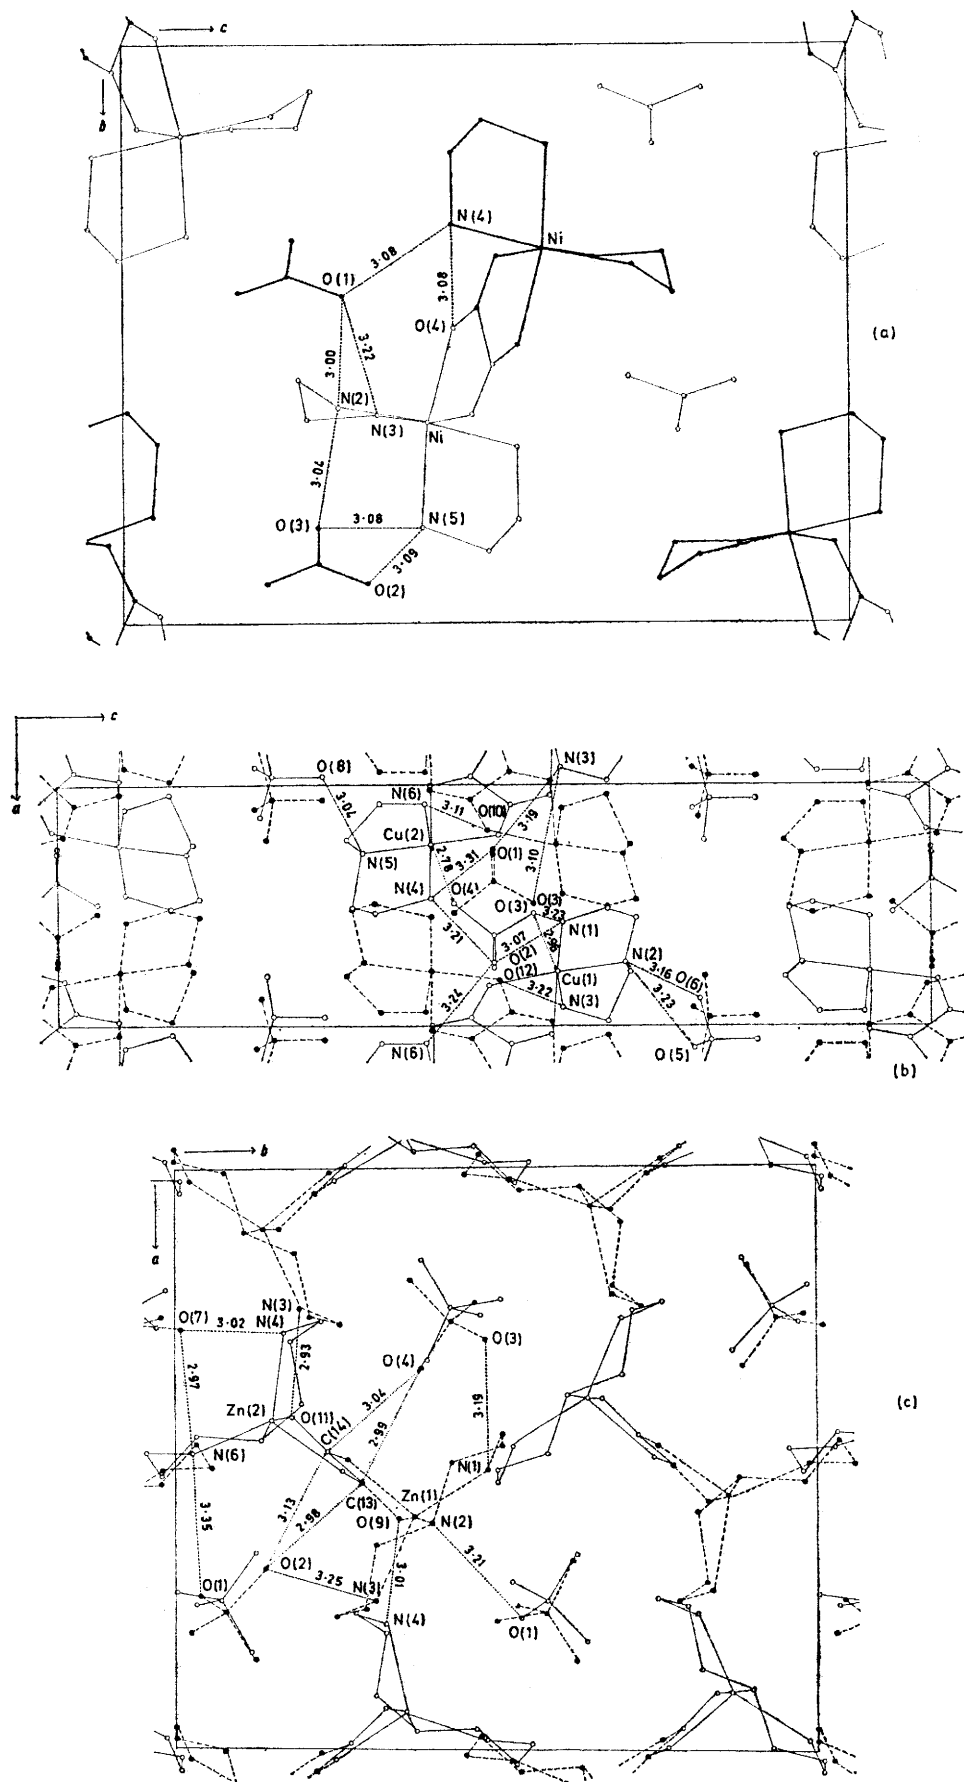 c
b
N(4)
Ni
3·08
O(1)
3·08
O(4)
(a)
3·00
3·22
N(2)
N(3)
Ni
3·04
O(3)
3·08
N(5)
3·09
O(2)
c
a
O(8)
N(3)
N(6)
3·04
3·11
O(10)
3·19
Cu(2)
N(5)
2·78
3·31
O(1)
3·10
N(4)
O(4)
O(3)
O(3)
3·23
3·21
3·07
N(1)
O(2)
N(2)
O(12)
Cu(1)
3·16
O(6)
3·24
3·22
N(3)
3·23
N(6)
O(5)
(b)
b
a
O(7)
3·02
N(3)
N(4)
O(3)
2·97
2·93
O(4)
3·04
3·19
(c)
Zn(2)
O(11)
C(14)
2·99
N(6)
N(1)
C(13)
Zn(1)
3·13
2·98
O(9)
N(2)
3·35
O(2)
3·21
O(1)
3·25
N(3)
3·01
N(4)
O(1)